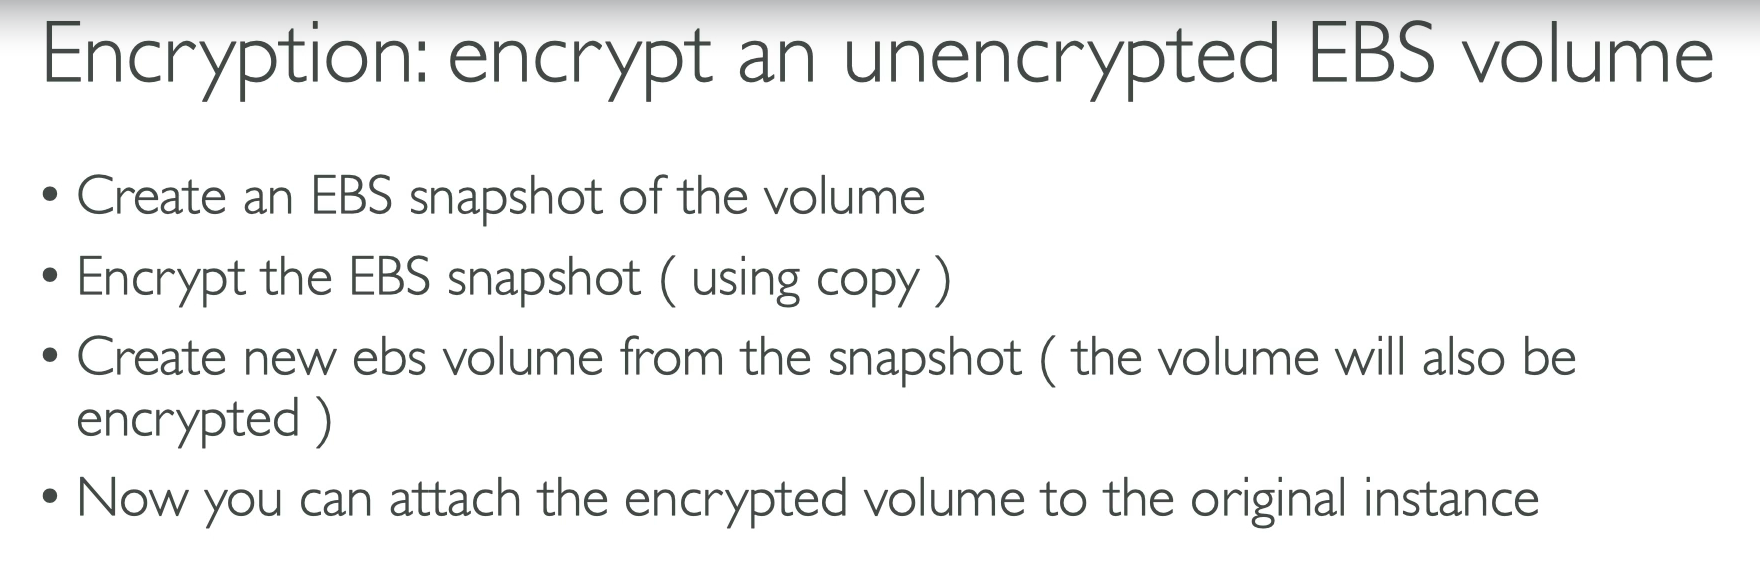 Encryption: encrypt an unencrypted EBS volume
• Create an EBS snapshot of the volume
• Encrypt the EBS snapshot ( using copy )
• Create new ebs volume from the snapshot ( the volume will also be
encrypted )
• Now you can attach the encrypted volume to the original instance